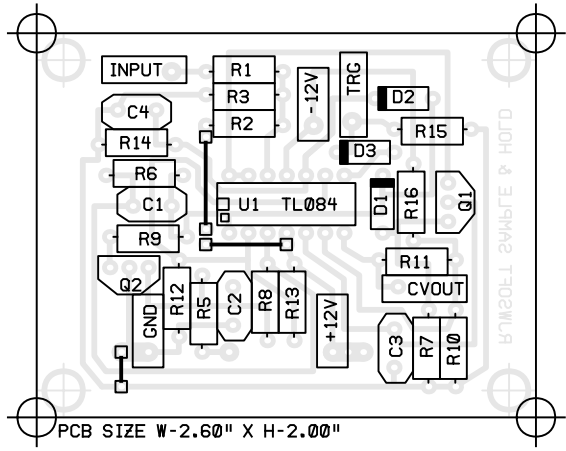 INPUT
R1
-12V
TRG
D2
C4
R3
R2
R15
R14
D3
R6
RUWSOFT SAMPLE & HOLD
C1
U1 TL084
D1
R16
Q1
R9
R11
Q2
CVOUT
R12
R5
C2
R8
R13
GND
+12V
C3
R7
R10
PCB SIZE W-2.60" X H-2.00"